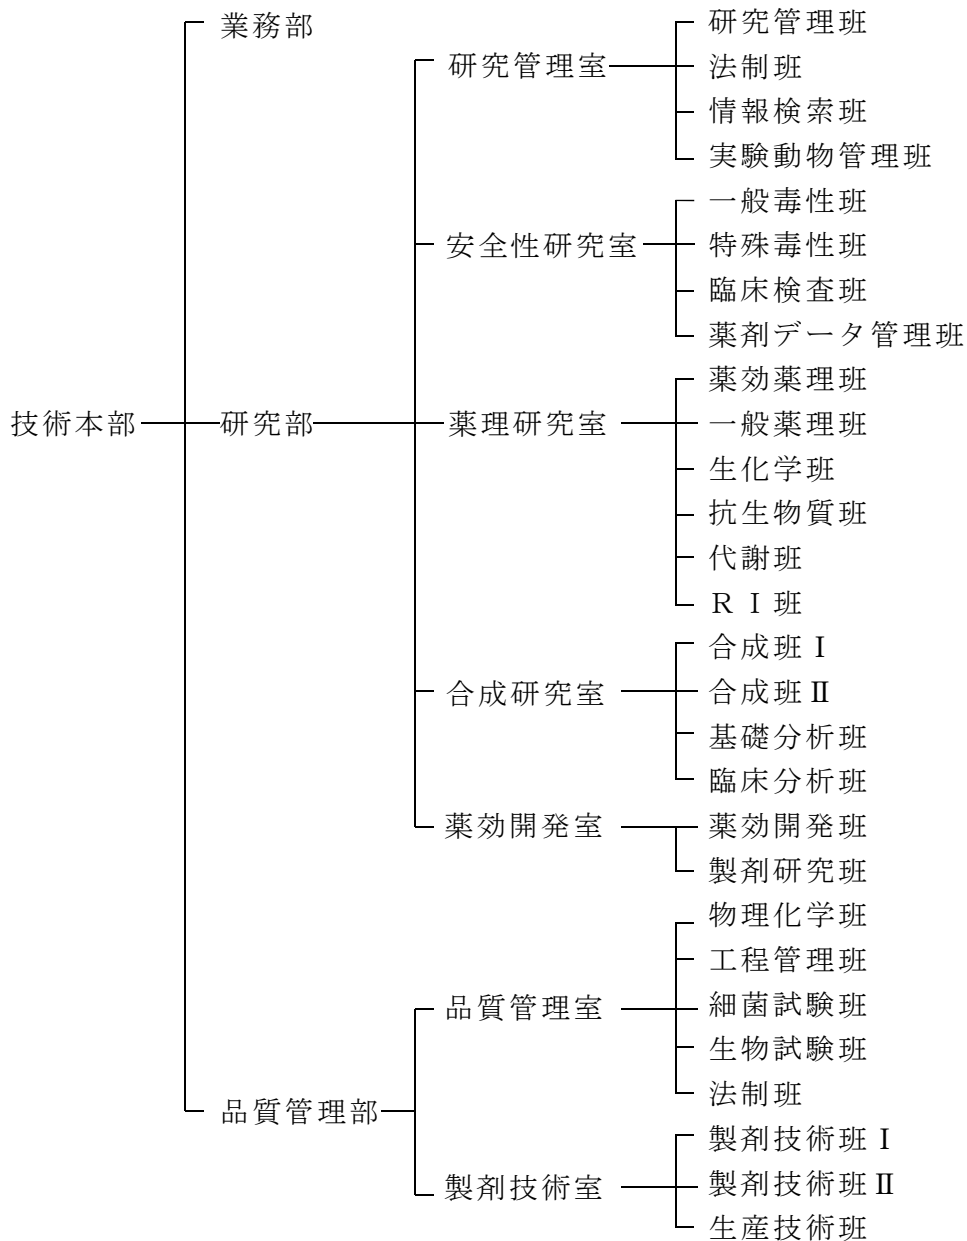 技術本部
業務部
研究部
研究管理室
研究管理班
法制班
情報検索班
実験動物管理班
安全性研究室
一般毒性班
特殊毒性班
臨床検査班
薬剤データ管理班
薬理研究室
薬効薬理班
一般薬理班
生化学班
抗生物質班
代謝班
ＲＩ班
合成研究室
合成班Ⅰ
合成班Ⅱ
基礎分析班
臨床分析班
薬効開発室
薬効開発班
製剤研究班
品質管理部
品質管理室
物理化学班
工程管理班
細菌試験班
生物試験班
法制班
製剤技術室
製剤技術班Ⅰ
製剤技術班Ⅱ
生産技術班